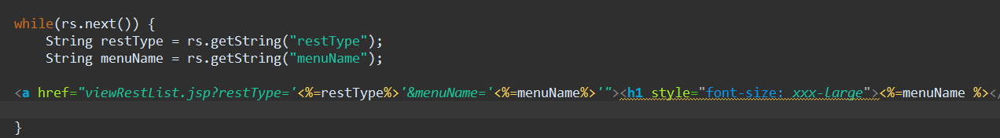 while(rs.next()) {
String restType = rs.getString("restType");
String menuName = rs.getString("menuName");
<a href="viewRestList.jsp?restType='<%=restType%>'&menuName='<%=menuName%>'"><h1 style="font-size: xxx-large"><%=menuName %></
}